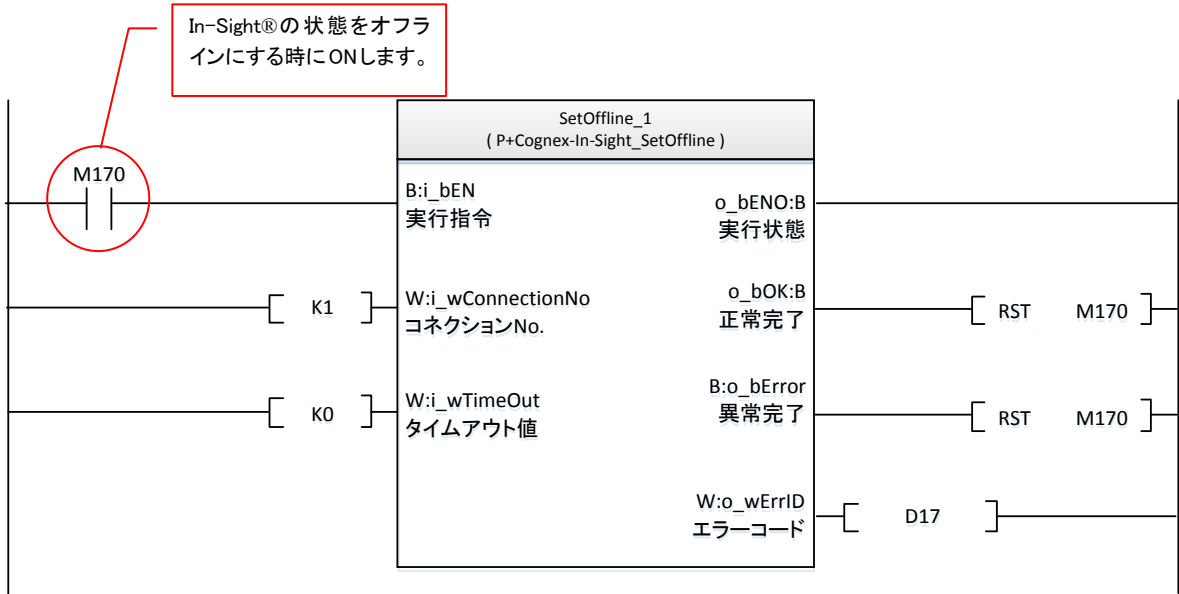 In-Sight®の状態をオフラ
インにする時にONします。
SetOffline_1
( P+Cognex-In-Sight_SetOffline )
M170
B:i_bEN
実行指令
o_bENO:B
実行状態
K1
W:i_wConnectionNo
コネクションNo.
o_bOK:B
正常完了
RST M170
K0
W:i_wTimeOut
タイムアウト値
B:o_bError
異常完了
RST M170
W:o_wErrID
エラーコード
D17